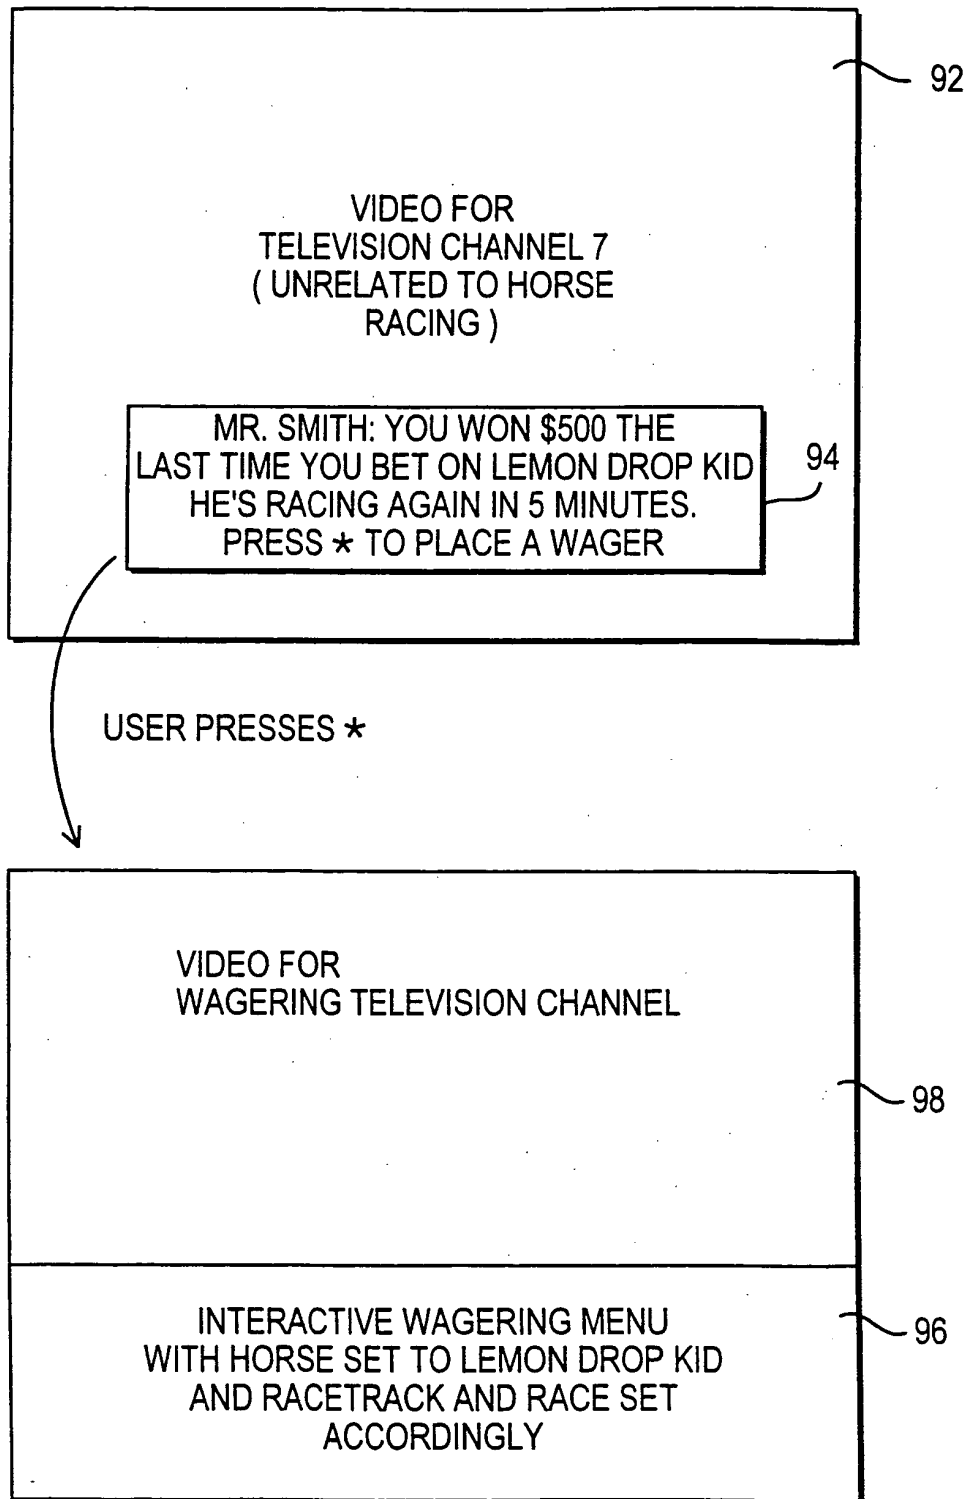 92
VIDEO FOR
TELEVISION CHANNEL 7
( UNRELATED TO HORSE
RACING )
MR. SMITH: YOU WON $500 THE
LAST TIME YOU BET ON LEMON DROP KID
HE'S RACING AGAIN IN 5 MINUTES.
PRESS * TO PLACE A WAGER
94
USER PRESSES *
VIDEO FOR
WAGERING TELEVISION CHANNEL
98
INTERACTIVE WAGERING MENU
WITH HORSE SET TO LEMON DROP KID
AND RACETRACK AND RACE SET
ACCORDINGLY
96